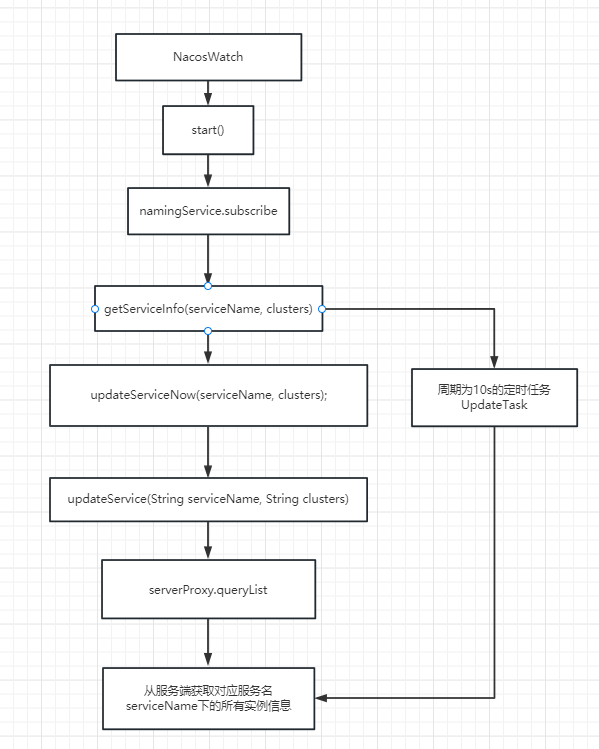 NacosWatch
start()
namingService.subscribe
getServiceInfo(serviceName, clusters)
updateServiceNow(serviceName, clusters);
周期为10s的定时任务
UpdateTask
updateService(String serviceName, String clusters)
serverProxy.queryList
从服务端获取对应服务名
serviceName下的所有实例信息